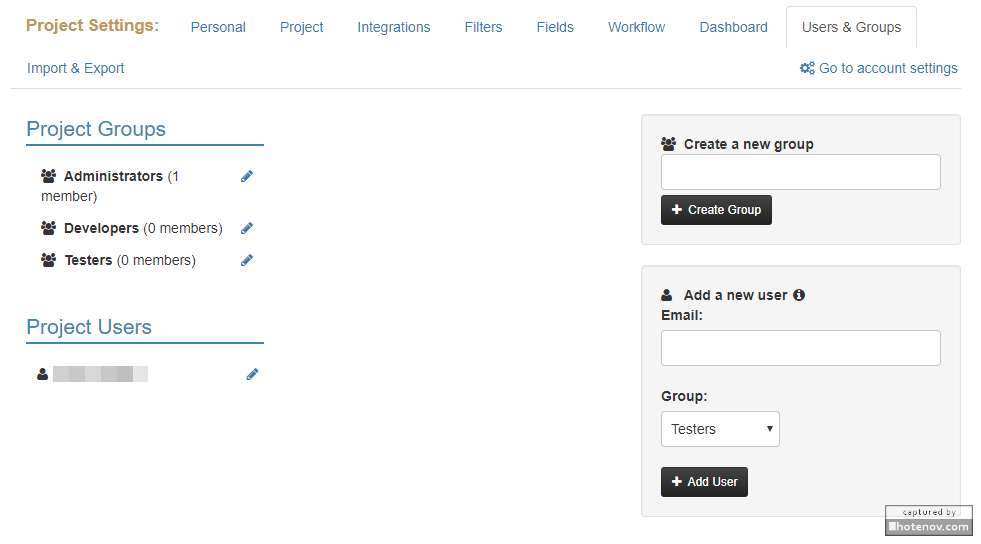 Project Settings: Personal Project Integrations Filters Fields Workflow Dashboard Users & Groups
Import & Export Go to account settings
Project Groups
Administrators (1
member)
Developers (0 members)
Testers (0 members)
Project Users
Create a new group
Create Group
Add a new user
Email:
Group:
Testers
Add User
captured by
hotenov.com